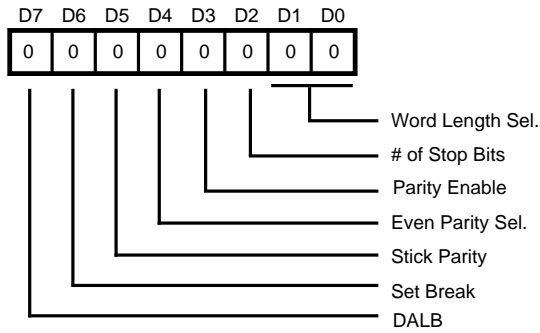 D7 D6 D5 D4 D3 D2 D1 D0
0 0 0 0 0 0 0 0
Word Length Sel.
# of Stop Bits
Parity Enable
Even Parity Sel.
Stick Parity
Set Break
DALB